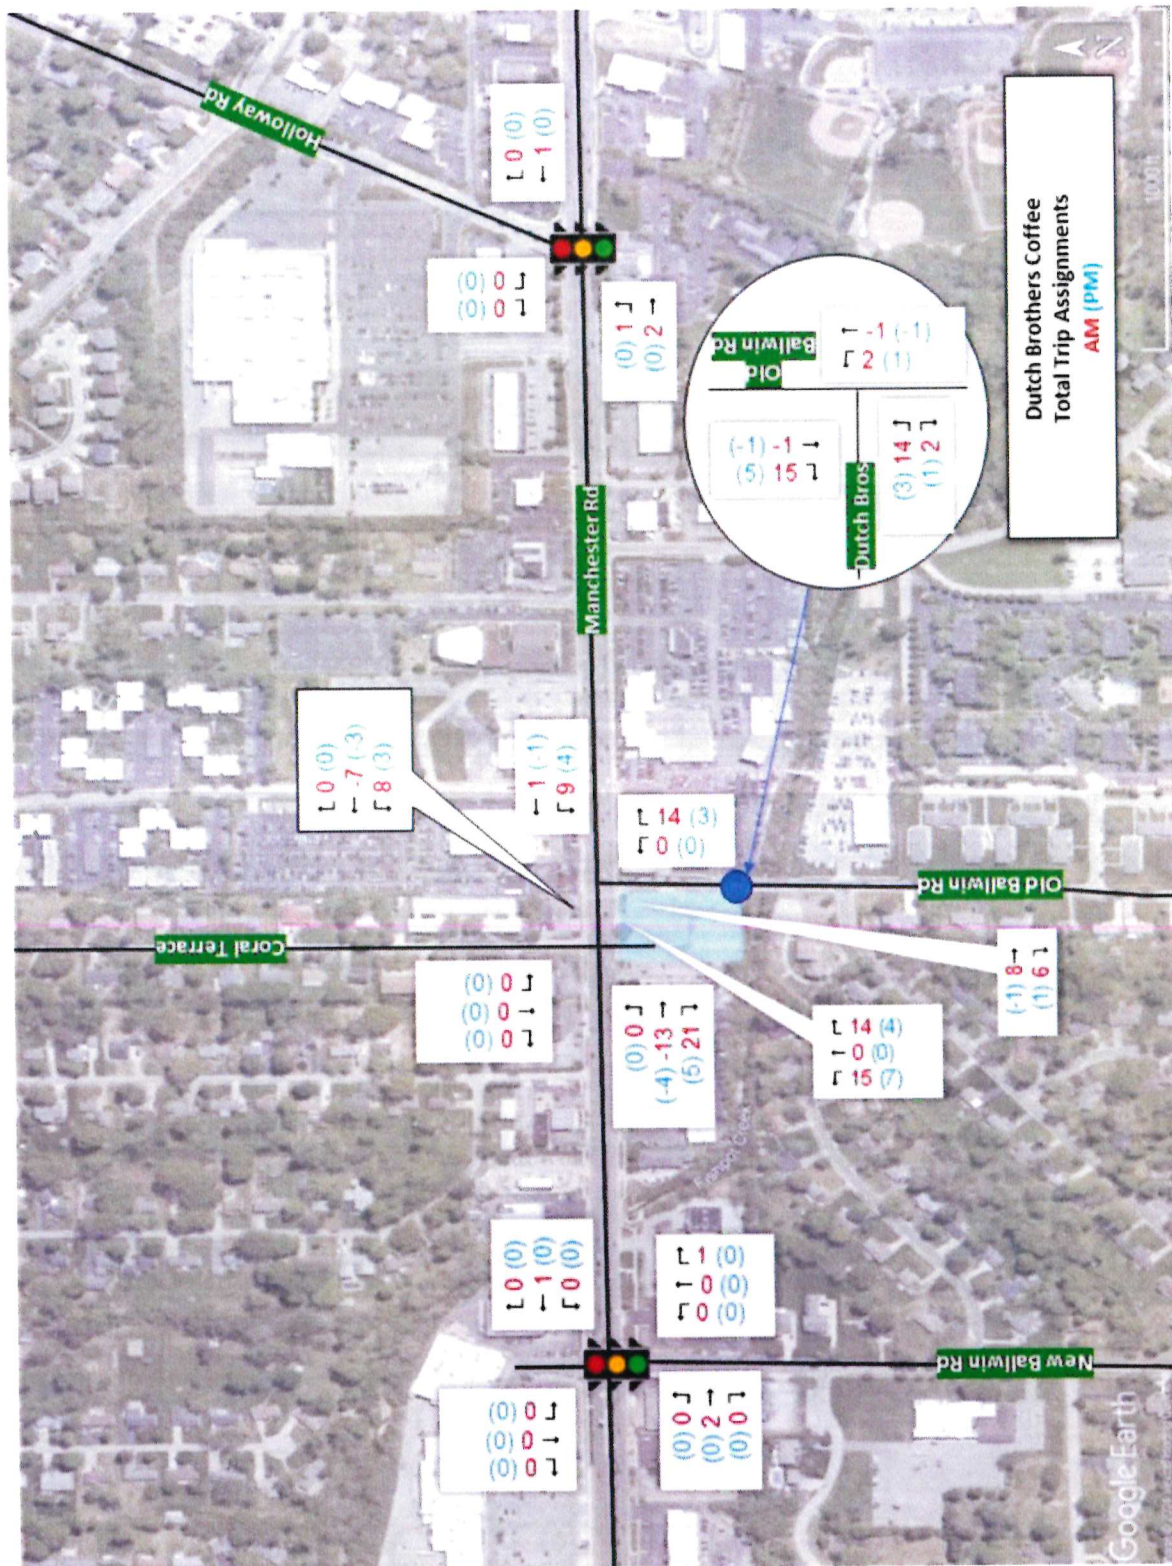 Holloway Rd
Coral Terrace
0 (0)
-7 (-3)
8 (3)
(0) (0) (0)
0 0 0
(0) (0)
0 0
(0) (0) (0)
0 0 0
0 (0)
1 (0)
0 (0)
1 (-1)
9 (4)
0 (0)
1 (0)
Manchester Rd
(0) 0
(0) 2
(0) 0
0 0 1
(0) (0) (0)
(0) 0
(-4) -13
(5) 21
0 14
(0) (3)
(0) 1
(0) 2
Old
Ballwin Rd
(5) (-1)
15 -1
2 -1
(1) (-1)
Dutch Bros
(3) 14
(1) 2
15 0 14
(7) (0) (4)
New Ballwin Rd
Old Ballwin Rd
(-1) 8
(1) 6
Dutch Brothers Coffee
Total Trip Assignments
AM (PM)
Google Earth
N